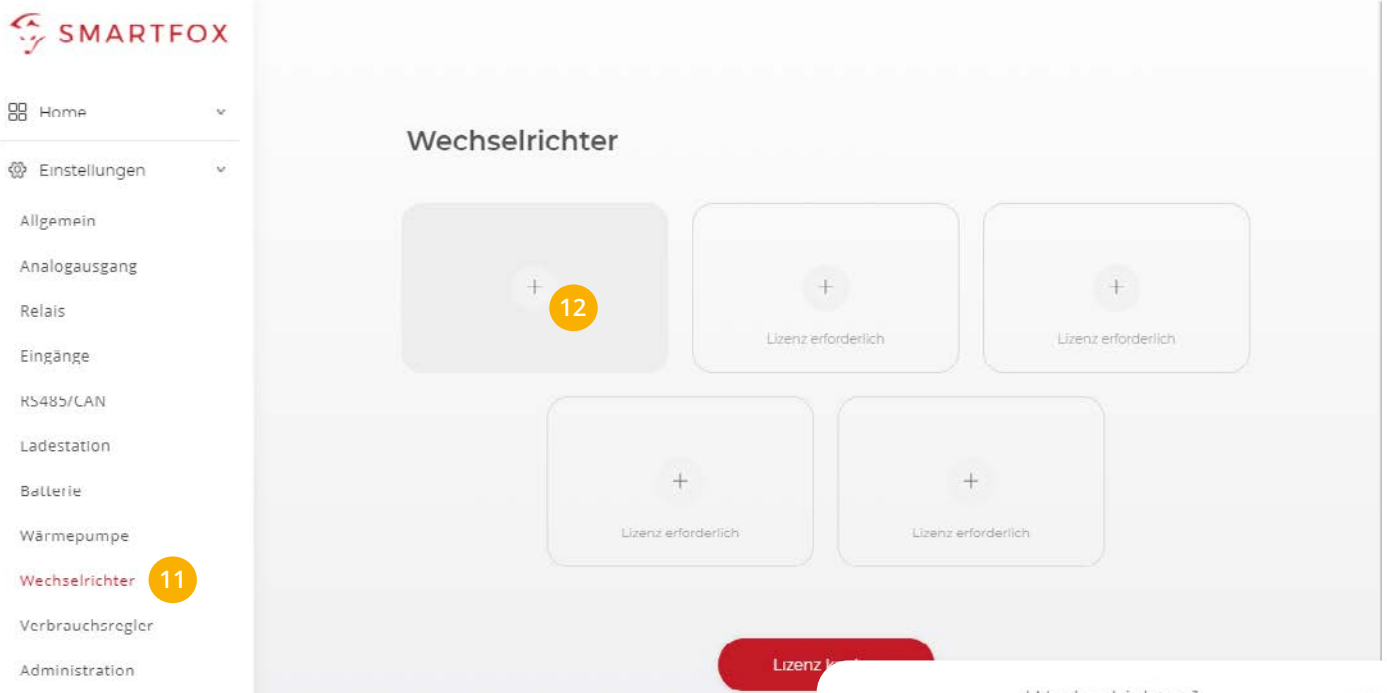 SMARTFOX
Home
Einstellungen
Allgemein
Analogausgang
Relais
Eingänge
RS485/CAN
Ladestation
Batterie
Wärmepumpe
Wechselrichter 11
Verbrauchsregler
Administration
Wechselrichter
+ 12
+
Lizenz erforderlich
+
Lizenz erforderlich
+
Lizenz erforderlich
+
Lizenz erforderlich
Lizenz